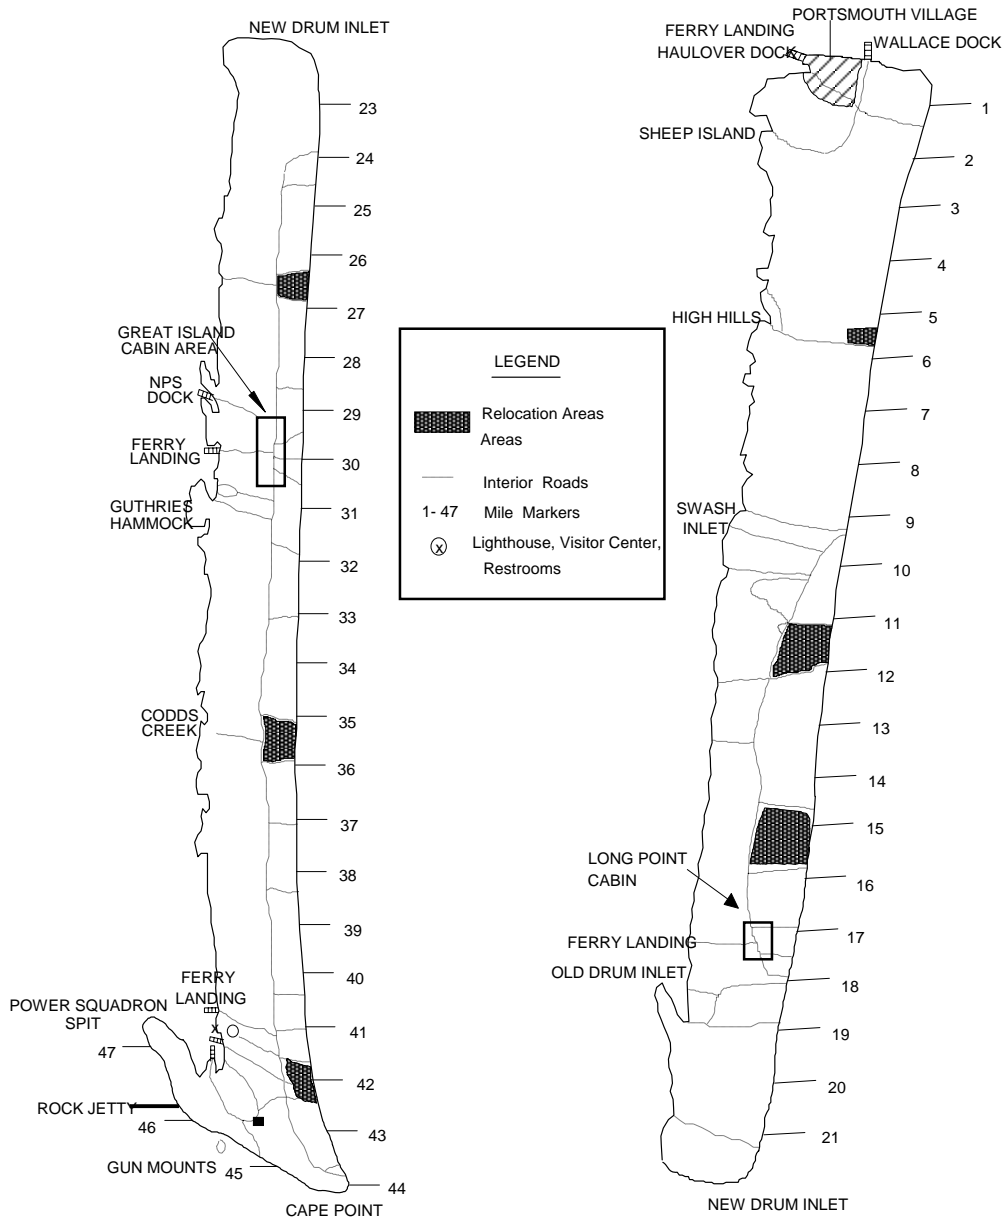 NEW DRUM INLET
23
24
25
26
27
GREAT ISLAND
CABIN AREA
28
NPS
DOCK
29
FERRY
LANDING
30
GUTHRIES
HAMMOCK
31
32
33
34
CODDS
CREEK
35
36
37
38
39
40
FERRY
LANDING
POWER SQUADRON
SPIT
x
41
47
42
ROCK JETTY
46
43
GUN MOUNTS
45
44
CAPE POINT
LEGEND
Relocation Areas
Areas
Interior Roads
1- 47 Mile Markers
x Lighthouse, Visitor Center,
Restrooms
PORTSMOUTH VILLAGE
FERRY LANDING
HAULOVER DOCK
WALLACE DOCK
1
SHEEP ISLAND
2
3
4
HIGH HILLS
5
6
7
8
SWASH
INLET
9
10
11
12
13
14
15
LONG POINT
CABIN
16
17
FERRY LANDING
OLD DRUM INLET
18
19
20
21
NEW DRUM INLET